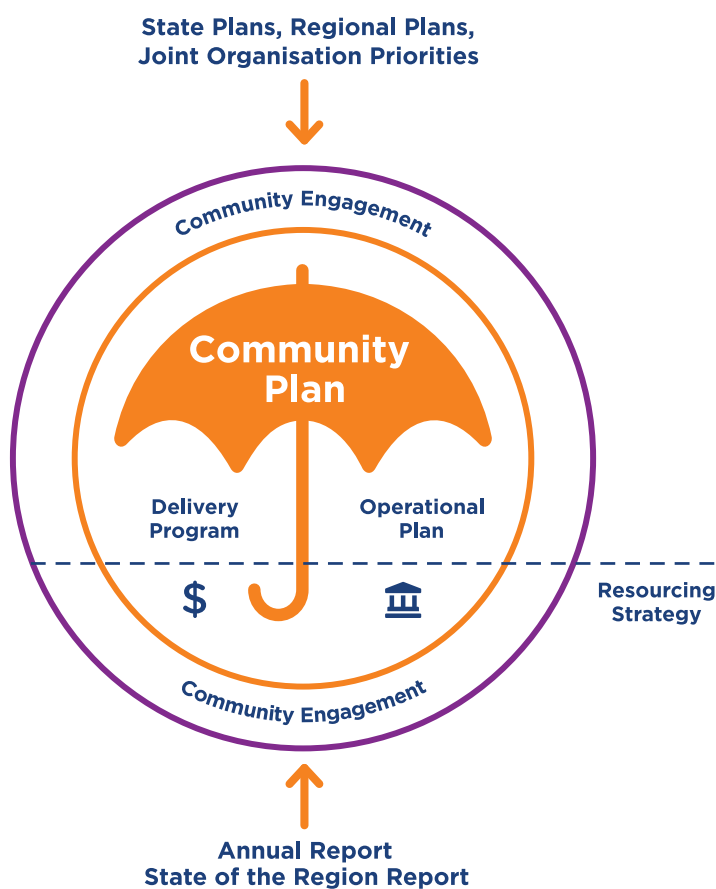 State Plans, Regional Plans,
Joint Organisation Priorities
Community Engagement
Community
Plan
Delivery
Program
Operational
Plan
$
Resourcing
Strategy
Community Engagement
Annual Report
State of the Region Report